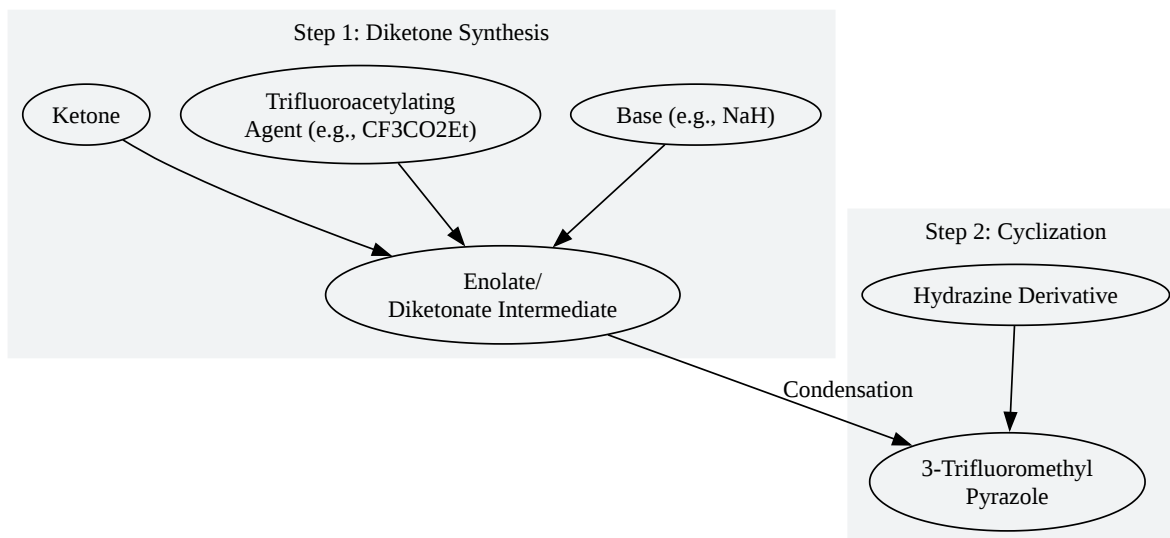 Step 1: Diketone Synthesis
Ketone
Trifluoroacetylating
Agent (e.g., CF3CO2Et)
Base (e.g., NaH)
Enolate/
Diketonate Intermediate
Condensation
Step 2: Cyclization
Hydrazine Derivative
3-Trifluoromethyl
Pyrazole